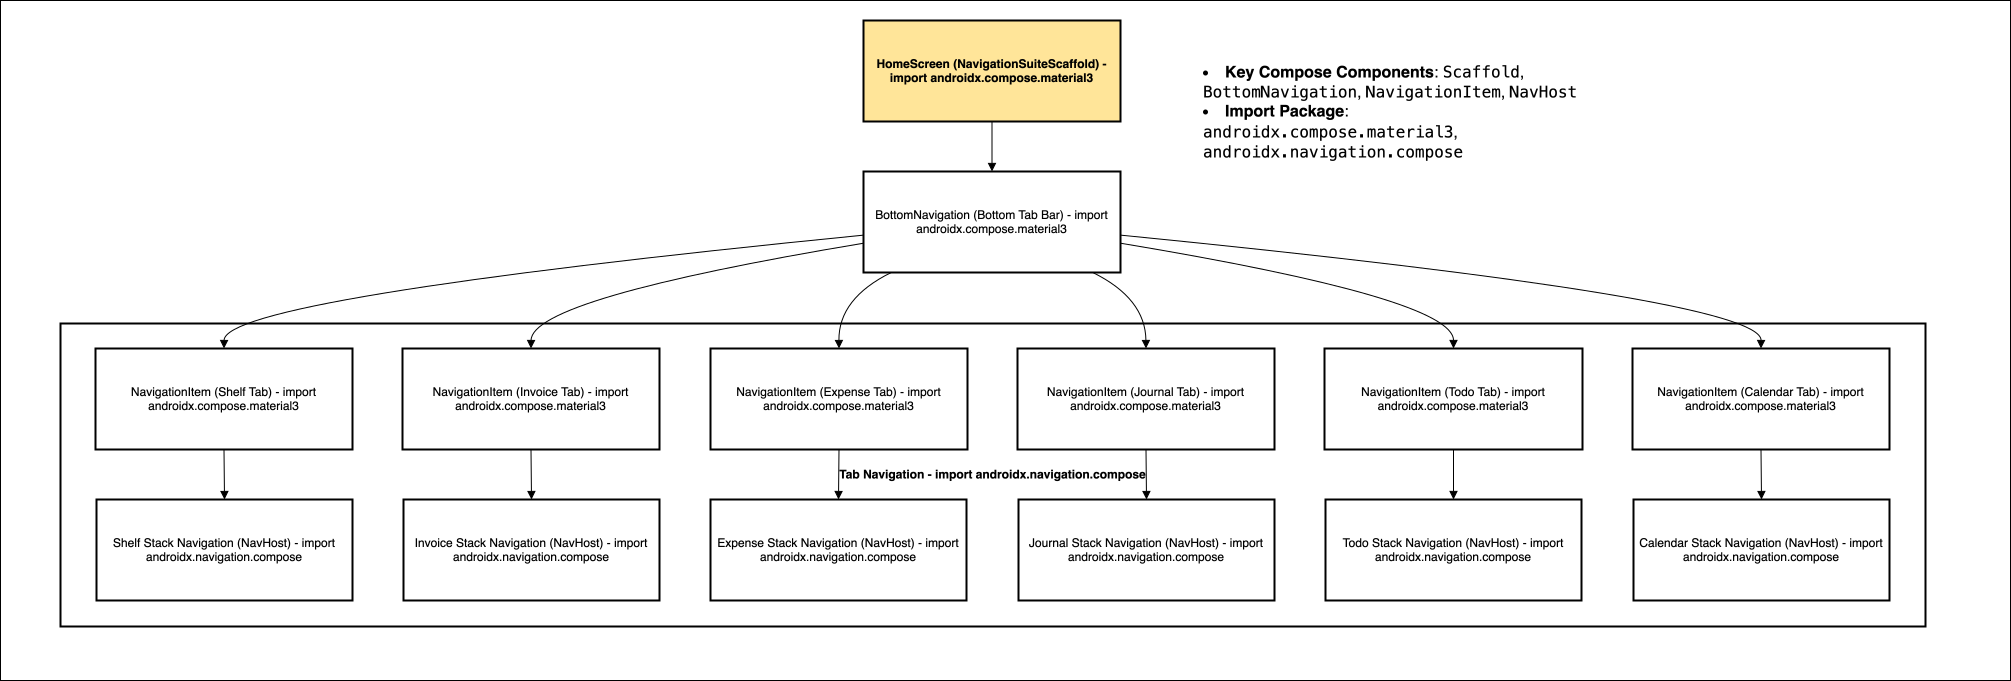 HomeScreen (NavigationSuiteScaffold) -
import androidx.compose.material3
• Key Compose Components: Scaffold,
BottomNavigation, NavigationItem, NavHost
• Import Package:
androidx.compose.material3,
androidx.navigation.compose
BottomNavigation (Bottom Tab Bar) - import
androidx.compose.material3
NavigationItem (Shelf Tab) - import
androidx.compose.material3
NavigationItem (Invoice Tab) - import
androidx.compose.material3
NavigationItem (Expense Tab) - import
androidx.compose.material3
NavigationItem (Journal Tab) - import
androidx.compose.material3
NavigationItem (Todo Tab) - import
androidx.compose.material3
NavigationItem (Calendar Tab) - import
androidx.compose.material3
Tab Navigation - import androidx.navigation.compose
Shelf Stack Navigation (NavHost) - import
androidx.navigation.compose
Invoice Stack Navigation (NavHost) - import
androidx.navigation.compose
Expense Stack Navigation (NavHost) - import
androidx.navigation.compose
Journal Stack Navigation (NavHost) - import
androidx.navigation.compose
Todo Stack Navigation (NavHost) - import
androidx.navigation.compose
Calendar Stack Navigation (NavHost) - import
androidx.navigation.compose